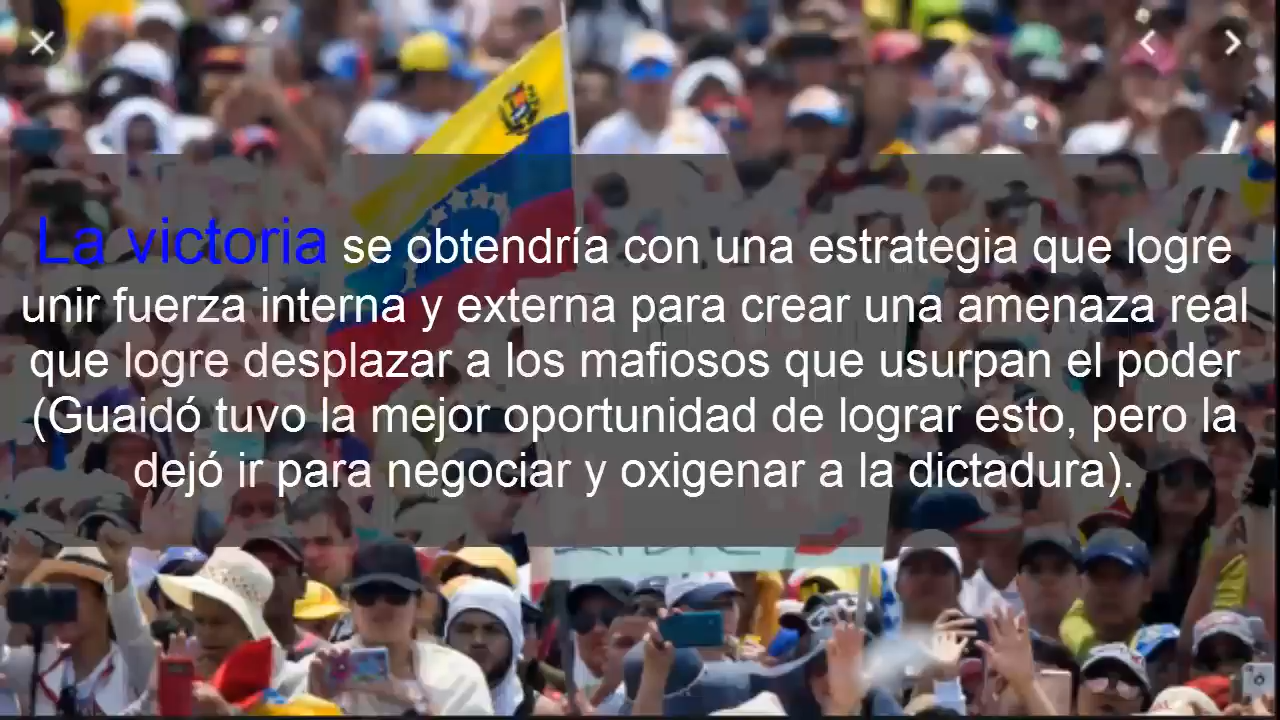 La victoria se obtendría con una estrategia que logre
unir fuerza interna y externa para crear una amenaza real
que logre desplazar a los mafiosos que usurpan el poder
(Guaidó tuvo la mejor oportunidad de lograr esto, pero la
dejó ir para negociar y oxigenar a la dictadura).